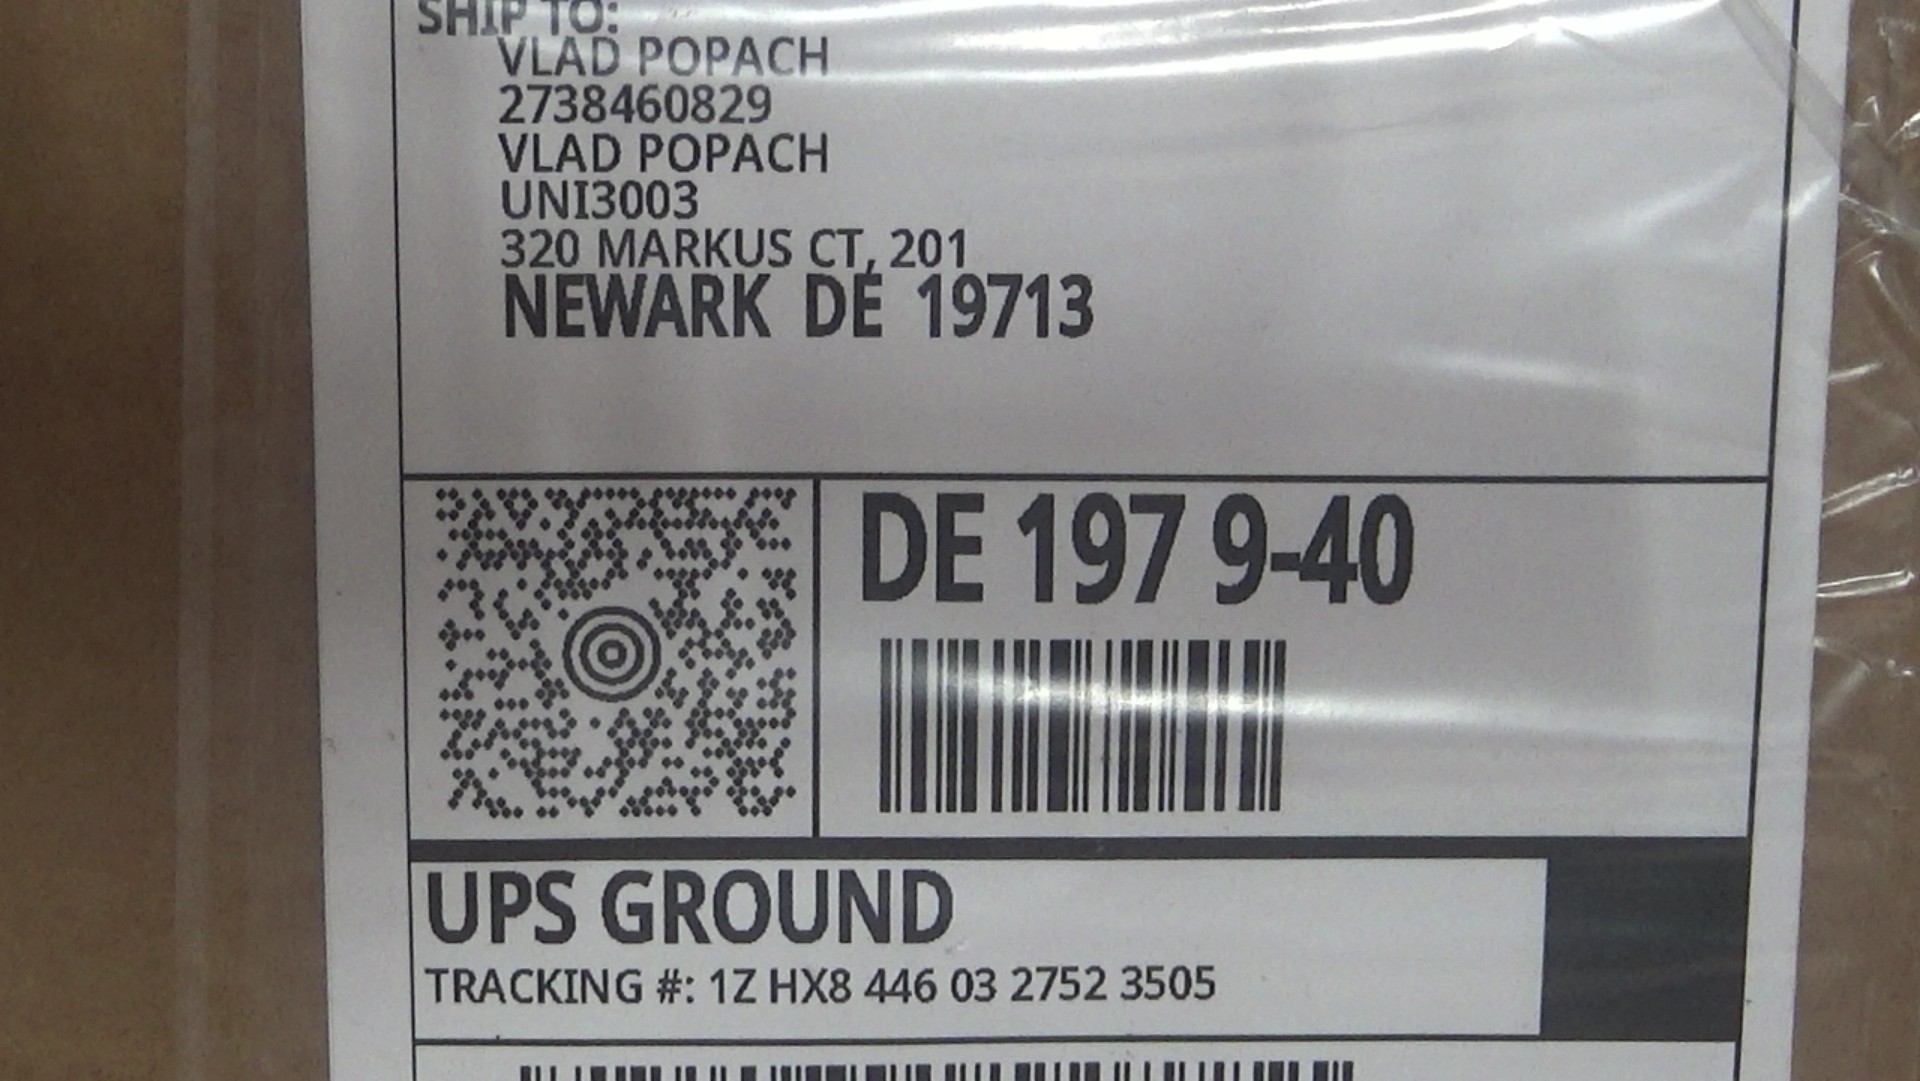 SHIP TO:
VLAD POPACH
2738460829
VLAD POPACH
UNI3003
320 MARKUS CT, 201
NEWARK DE 19713
DE 197 9-40
UPS GROUND
TRACKING #: 1Z HX8 446 03 2752 3505